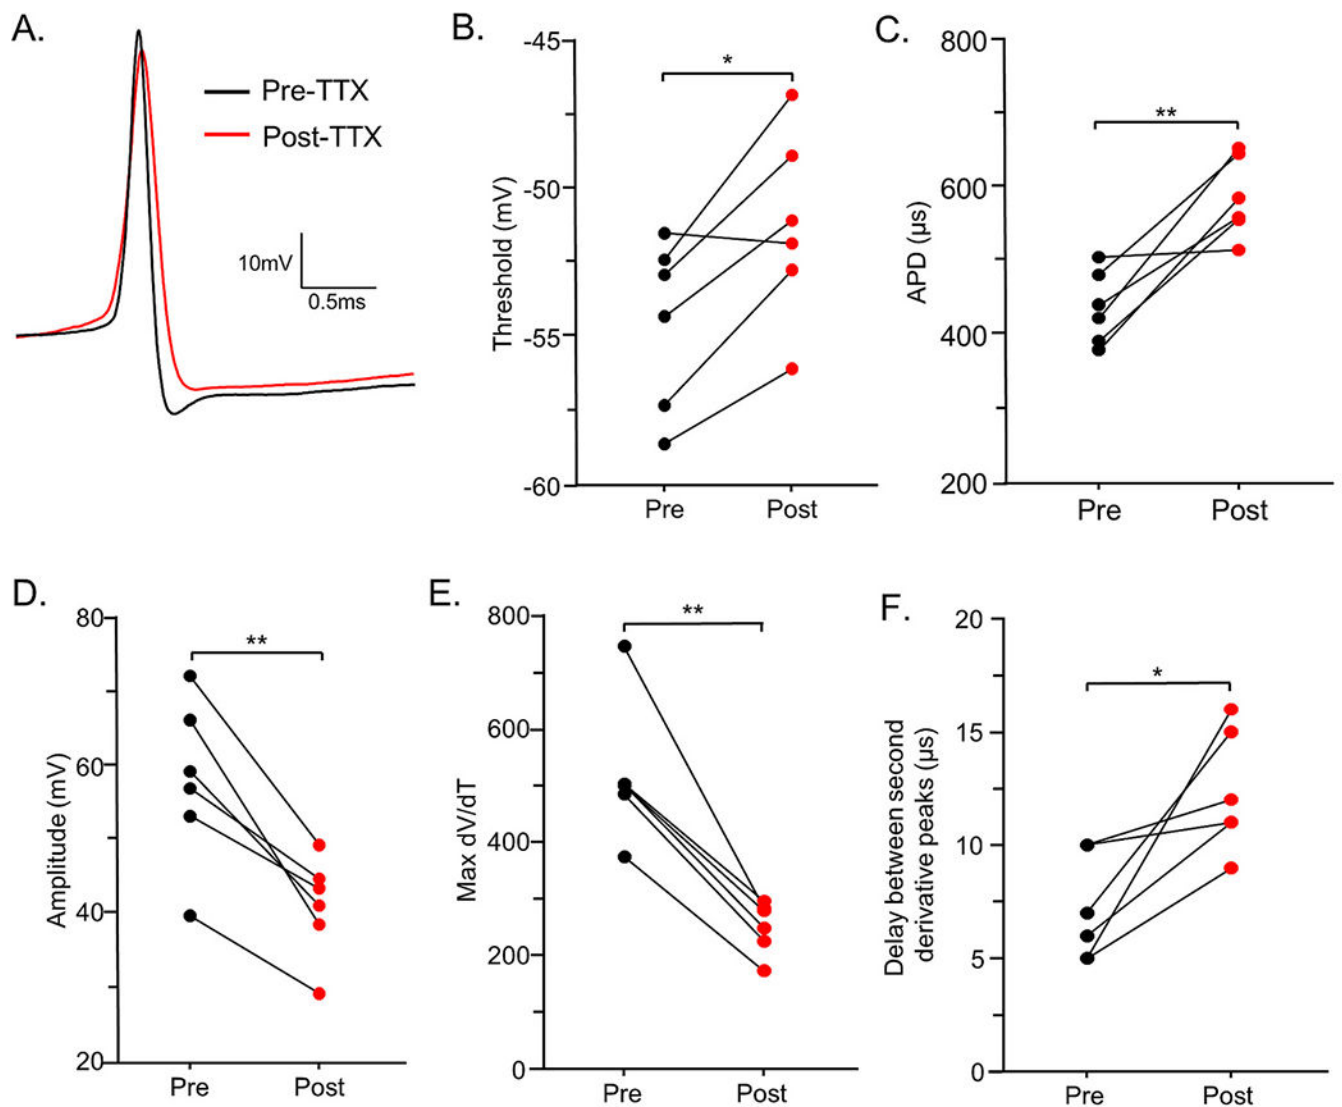 A.
Pre-TTX
Post-TTX
10mV
0.5ms
B.
Threshold (mV)
-45
-50
-55
-60
*
Pre
Post
C.
APD (µs)
800
600
400
200
**
Pre
Post
D.
Amplitude (mV)
80
60
40
20
**
Pre
Post
E.
Max dV/dT
800
600
400
200
0
**
Pre
Post
F.
Delay between second
derivative peaks (µs)
20
15
10
5
0
*
Pre
Post